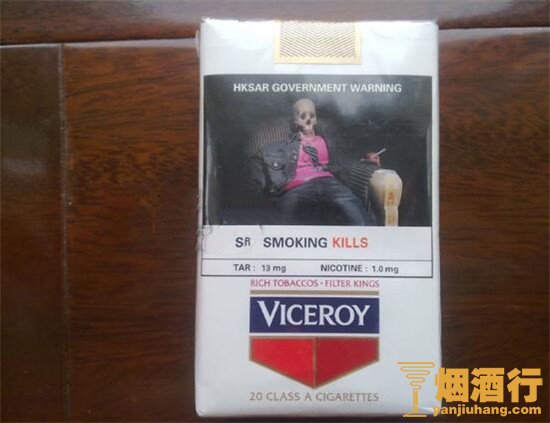 HKSAR GOVERNMENT WARNING
SR SMOKING KILLS
TAR : 13 mg NICOTINE : 1.0 mg
RICH TOBACCOS · FILTER KINGS
VICEROY
20 CLASS A CIGARETTES
烟酒行
yanjiuhang.com